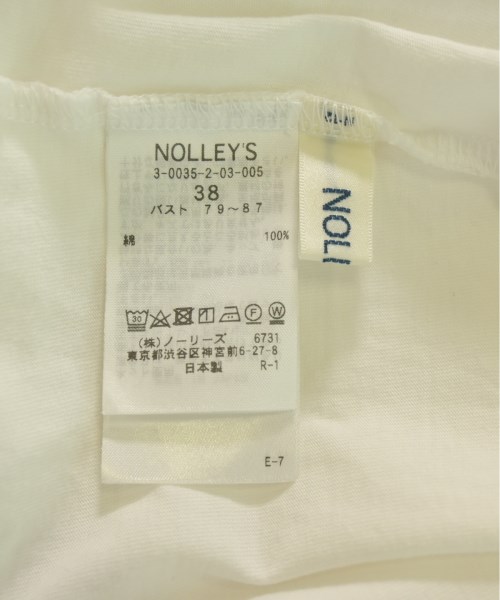 NOLLEY'S
3-0035-2-03-005
38
バスト 79～87
綿 100%
30
F W
(株)ノーリーズ 6731
東京都渋谷区神宮前6-27-8
日本製 R-1
E-7
NOLL